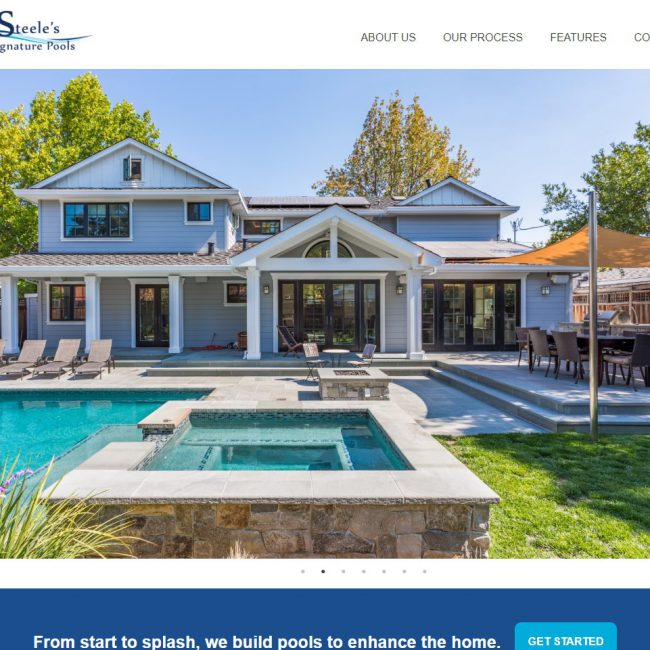 Steele's
gnature Pools
ABOUT US OUR PROCESS FEATURES CO
From start to splash, we build pools to enhance the home. GET STARTED